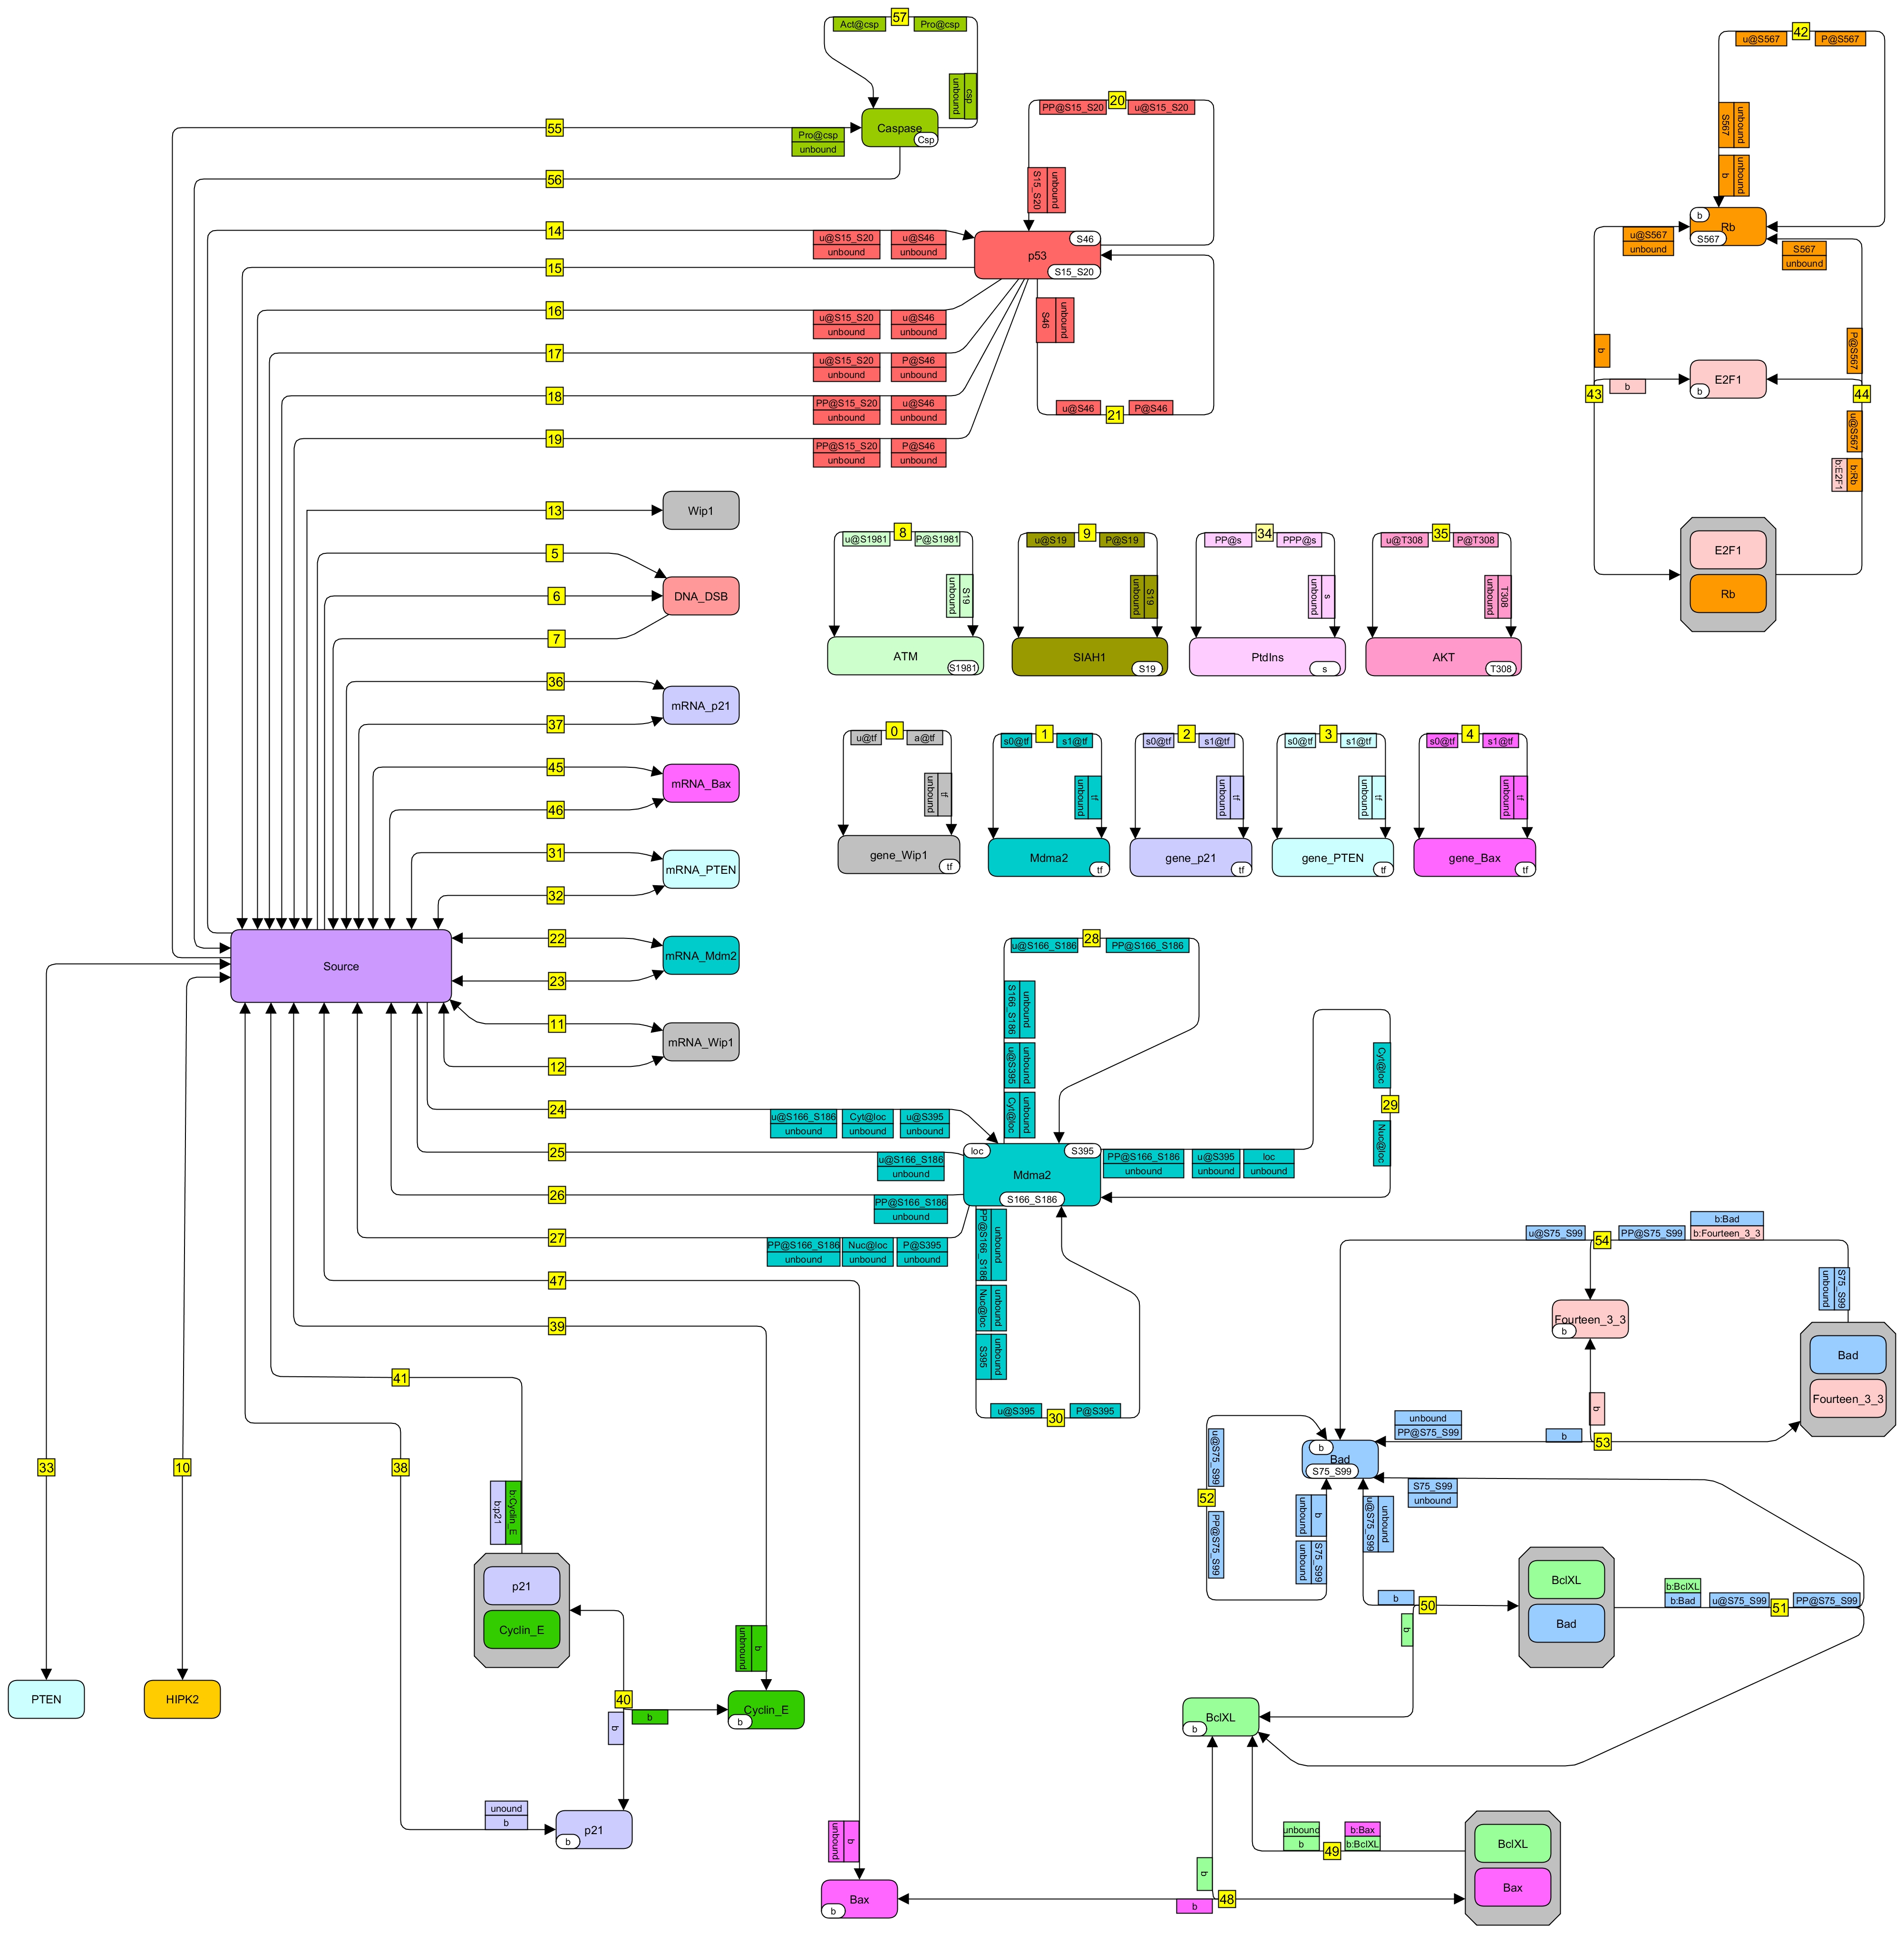 57
Act@csp
Pro@csp
unbound
csp
Caspase
Csp
55
Pro@csp
unbound
56
42
u@S567
P@S567
S567
unbound
b
unbound
b
Rb
S567
u@S567
unbound
S567
unbound
b
P@S567
E2F1
b
b
43
44
u@S567
b:E2F1
b:Rb
E2F1
Rb
20
PP@S15_S20
u@S15_S20
S15_S20
unbound
14
u@S15_S20
unbound
u@S46
unbound
S46
p53
S15_S20
15
16
u@S15_S20
unbound
u@S46
unbound
S46
unbound
17
u@S15_S20
unbound
P@S46
unbound
18
PP@S15_S20
unbound
u@S46
unbound
21
u@S46
P@S46
19
PP@S15_S20
unbound
P@S46
unbound
13
Wip1
5
6
DNA_DSB
7
36
mRNA_p21
37
45
mRNA_Bax
46
31
mRNA_PTEN
32
22
mRNA_Mdm2
23
11
mRNA_Wip1
12
Source
8
u@S1981
P@S1981
unbound
S19
ATM
S1981
9
u@S19
P@S19
unbound
S19
SIAH1
S19
34
PP@s
PPP@s
unbound
s
PtdIns
s
35
u@T308
P@T308
unbound
T308
AKT
T308
0
u@tf
a@tf
unbound
tf
gene_Wip1
tf
1
s0@tf
s1@tf
unbound
tf
Mdma2
tf
2
s0@tf
s1@tf
unbound
tf
gene_p21
tf
3
s0@tf
s1@tf
unbound
tf
gene_PTEN
tf
4
s0@tf
s1@tf
unbound
tf
gene_Bax
tf
28
u@S166_S186
PP@S166_S186
S166_S186
unbound
u@S395
unbound
Cyt@loc
unbound
24
u@S166_S186
unbound
Cyt@loc
unbound
u@S395
unbound
25
u@S166_S186
unbound
26
PP@S166_S186
unbound
27
PP@S166_S186
unbound
Nuc@loc
unbound
P@S395
unbound
loc
S395
Mdma2
S166_S186
PP@S166_S186
unbound
u@S395
unbound
loc
unbound
Cyt@loc
29
Nuc@loc
PP@S166_S186
unbound
Nuc@loc
unbound
S395
unbound
30
u@S395
P@S395
47
39
41
33
10
38
b:p21
b:Cyclin_E
p21
Cyclin_E
PTEN
HIPK2
40
b
b
unbound
b
Cyclin_E
b
unound
b
p21
b
unbound
b
Bax
b
54
u@S75_S99
PP@S75_S99
b:Bad
b:Fourteen_3_3
unbound
S75_S99
Fourteen_3_3
b
Bad
Fourteen_3_3
b
53
b
unbound
PP@S75_S99
b
Bad
S75_S99
S75_S99
unbound
u@S75_S99
52
PP@S75_S99
unbound
b
unbound
S75_S99
u@S75_S99
unbound
b
50
b
BclXL
Bad
b:BclXL
b:Bad
u@S75_S99
51
PP@S75_S99
BclXL
b
unbound
b
49
b:Bax
b:BclXL
BclXL
Bax
b
48
b